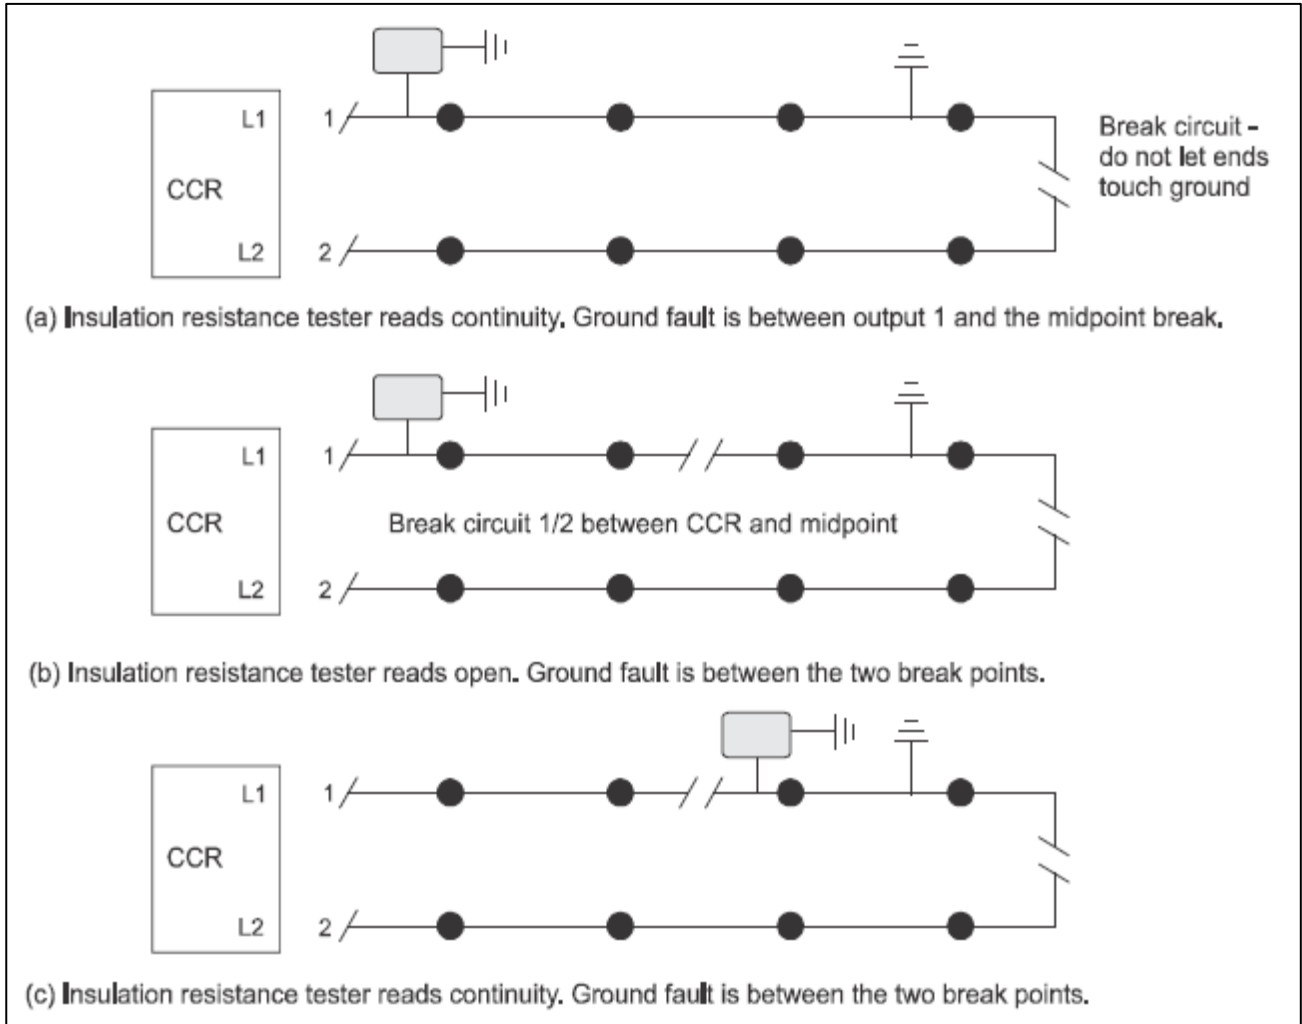 L1
1
CCR
L2
2
Break circuit -
do not let ends
touch ground
(a) Insulation resistance tester reads continuity. Ground fault is between output 1 and the midpoint break.
L1
1
CCR
Break circuit 1/2 between CCR and midpoint
L2
2
(b) Insulation resistance tester reads open. Ground fault is between the two break points.
L1
1
CCR
L2
2
(c) Insulation resistance tester reads continuity. Ground fault is between the two break points.